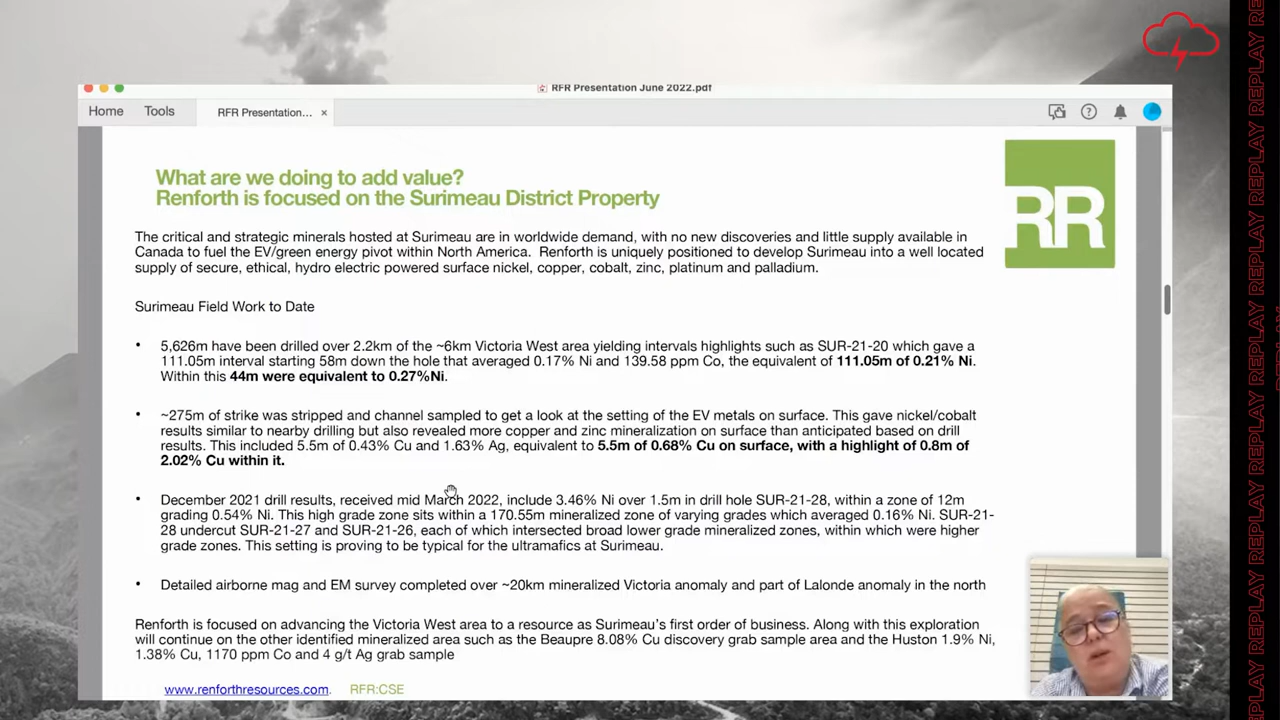 RFR Presentation June 2022.pdf
Home
Tools
RFR Presentation...
What are we doing to add value?
Renforth is focused on the Surimeau District Property
RR
The critical and strategic minerals hosted at Surimeau are in worldwide demand, with no new discoveries and little supply available in
Canada to fuel the EV/green energy pivot within North America. Renforth is uniquely positioned to develop Surimeau into a well located
supply of secure, ethical, hydro electric powered surface nickel, copper, cobalt, zinc, platinum and palladium.
Surimeau Field Work to Date
• 5,626m have been drilled over 2.2km of the ~6km Victoria West area yielding intervals highlights such as SUR-21-20 which gave a
111.05m interval starting 58m down the hole that averaged 0.17% Ni and 139.58 ppm Co, the equivalent of 111.05m of 0.21% Ni.
Within this 44m were equivalent to 0.27%Ni.
• ~275m of strike was stripped and channel sampled to get a look at the setting of the EV metals on surface. This gave nickel/cobalt
results similar to nearby drilling but also revealed more copper and zinc mineralization on surface than anticipated based on drill
results. This included 5.5m of 0.43% Cu and 1.63% Ag, equivalent to 5.5m of 0.68% Cu on surface, with a highlight of 0.8m of
2.02% Cu within it.
• December 2021 drill results, received mid March 2022, include 3.46% Ni over 1.5m in drill hole SUR-21-28, within a zone of 12m
grading 0.54% Ni. This high grade zone sits within a 170.55m mineralized zone of varying grades which averaged 0.16% Ni. SUR-21-
28 undercut SUR-21-27 and SUR-21-26, each of which intersected broad lower grade mineralized zones, within which were higher
grade zones. This setting is proving to be typical for the ultramafics at Surimeau.
• Detailed airborne mag and EM survey completed over ~20km mineralized Victoria anomaly and part of Lalonde anomaly in the north
Renforth is focused on advancing the Victoria West area to a resource as Surimeau's first order of business. Along with this exploration
will continue on the other identified mineralized area such as the Beaupre 8.08% Cu discovery grab sample area and the Huston 1.9% Ni,
1.38% Cu, 1170 ppm Co and 4 g/t Ag grab sample
www.renforthresources.com. RFR:CSE
REPLAY REPLAY REPLAY REPLAY REPLAY REPLAY REPLAY REPLAY